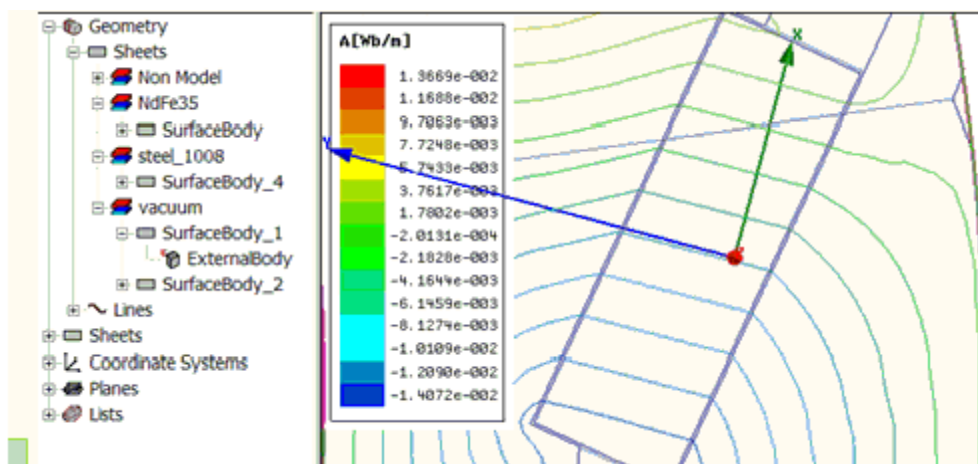 Geometry
Sheets
Non Model
NdFe35
SurfaceBody
steel_1008
SurfaceBody_4
vacuum
SurfaceBody_1
ExternalBody
SurfaceBody_2
Lines
Sheets
Coordinate Systems
Planes
Lists
A[Wb/m]
1.3669e-002
1.1688e-002
9.7063e-003
7.7248e-003
5.7433e-003
3.7617e-003
1.7802e-003
-2.0131e-004
-2.1828e-003
-4.1644e-003
-6.1459e-003
-8.1274e-003
-1.0109e-002
-1.2090e-002
-1.4072e-002
X
Y